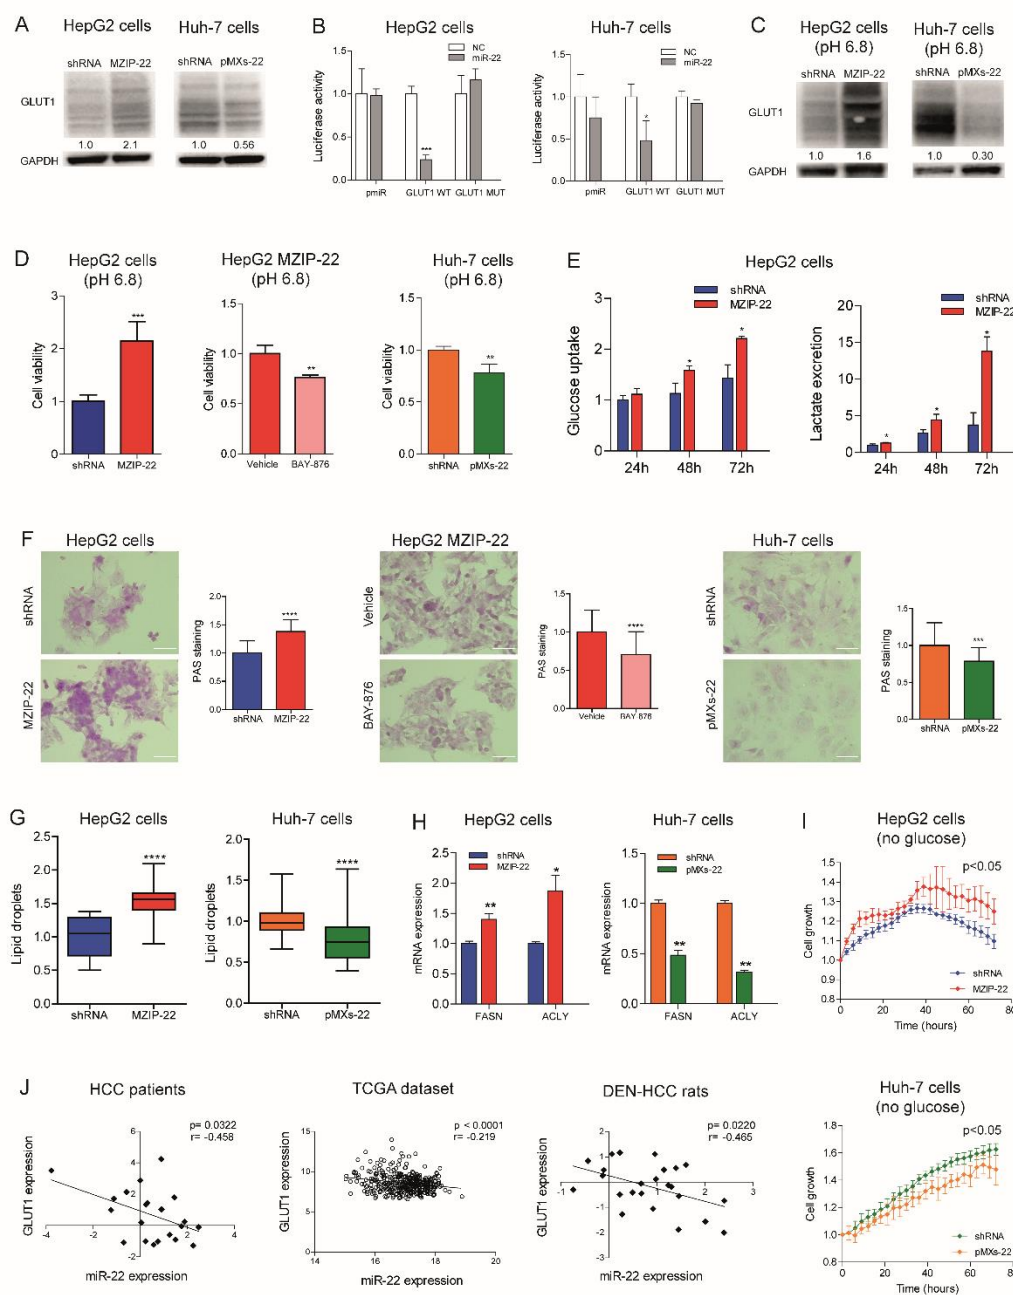 A
HepG2 cells
Huh-7 cells
shRNA MZIP-22
shRNA pMXs-22
GLUT1
1.0 2.1 1.0 0.56
GAPDH
B
HepG2 cells
Huh-7 cells
NC
miR-22
NC
miR-22
Luciferase activity
1.5
1.0
0.5
0.0
***
pmiR GLUT1 WT GLUT1 MUT
Luciferase activity
1.5
1.0
0.5
0.0
*
pmiR GLUT1 WT GLUT1 MUT
C
HepG2 cells
(pH 6.8)
Huh-7 cells
(pH 6.8)
shRNA MZIP-22
shRNA pMXs-22
GLUT1
1.0 1.6 1.0 0.30
GAPDH
D
HepG2 cells
(pH 6.8)
Cell viability
3
2
1
0
***
shRNA MZIP-22
HepG2 MZIP-22
(pH 6.8)
Cell viability
1.5
1.0
0.5
0.0
**
Vehicle BAY-876
Huh-7 cells
(pH 6.8)
Cell viability
1.5
1.0
0.5
0.0
**
shRNA pMXs-22
E
HepG2 cells
shRNA
MZIP-22
Glucose uptake
3
2
1
0
*
*
24h 48h 72h
shRNA
MZIP-22
Lactate excretion
20
15
10
5
0
*
*
*
24h 48h 72h
F
HepG2 cells
shRNA
MZIP-22
PAS staining
2.0
1.5
1.0
0.5
0.0
****
shRNA MZIP-22
HepG2 MZIP-22
Vehicle
BAY-876
PAS staining
1.5
1.0
0.5
0.0
****
Vehicle BAY-876
Huh-7 cells
shRNA
pMXs-22
PAS staining
1.5
1.0
0.5
0.0
***
shRNA pMXs-22
G
HepG2 cells
Lipid droplets
2.5
2.0
1.5
1.0
0.5
0.0
****
shRNA MZIP-22
Huh-7 cells
Lipid droplets
2.0
1.5
1.0
0.5
0.0
****
shRNA pMXs-22
H
HepG2 cells
shRNA
MZIP-22
mRNA expression
2.5
2.0
1.5
1.0
0.5
0.0
**
*
FASN ACLY
Huh-7 cells
shRNA
pMXs-22
mRNA expression
1.5
1.0
0.5
0.0
**
**
FASN ACLY
I
HepG2 cells
(no glucose)
p<0.05
Cell growth
1.5
1.4
1.3
1.2
1.1
1.0
0.9
0.8
shRNA
MZIP-22
0 20 40 60 80
Time (hours)
Huh-7 cells
(no glucose)
p<0.05
Cell growth
1.8
1.6
1.4
1.2
1.0
0.8
shRNA
pMXs-22
0 20 40 60 80
Time (hours)
J
HCC patients
p= 0.0322
r= -0.458
GLUT1 expression
6
4
2
-2
-4 -2 0 2 4
miR-22 expression
TCGA dataset
p < 0.0001
r= -0.219
GLUT1 expression
20
15
10
5
0
14 16 18 20
miR-22 expression
DEN-HCC rats
p= 0.0220
r= -0.465
GLUT1 expression
2
1
-1
-2
-3
-1 1 2 3
miR-22 expression